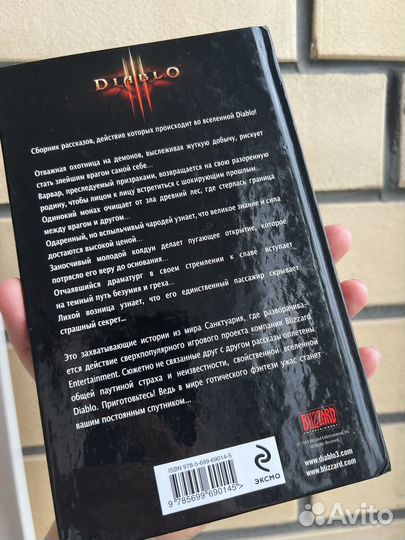 DIABLO
III
Сборник рассказов, действие которых происходит во вселенной Diablo!
Отважная охотница на демонов, выслеживая жуткую добычу, рискует
стать злейшим врагом самой себе...
Варвар, преследуемый призраками, возвращается на свою разоренную
родину, чтобы лицом к лицу встретиться с шокирующим прошлым...
Одинокий монах очищает от зла древний лес, где стерлась граница
между врагом и другом...
Одаренный, но вспыльчивый чародей узнает, что великое знание и сила
достаются высокой ценой...
Заносчивый молодой колдун делает пугающее открытие, которое
потрясло его веру до основания...
Отчаявшийся драматург в своем стремлении к славе вступает
на темный путь безумия и греха...
Лихой возница узнает, что его единственный пассажир скрывает
страшный секрет...
Это захватывающие истории из мира Санктуария, где разворачива-
ется действие сверхпопулярного игрового проекта компании Blizzard
Entertainment. Сюжетно не связанные друг с другом рассказы оплетены
общей паутиной страха и неизвестности, свойственной вселенной
Diablo. Приготовьтесь! Ведь в мире готического фэнтези ужас станет
вашим постоянным спутником...
ISBN 978-5-699-69014-5
9 785699 690145
ЭКСМО
BLIZZARD
ENTERTAINMENT
www.diablo3.com
www.blizzard.com
Avito